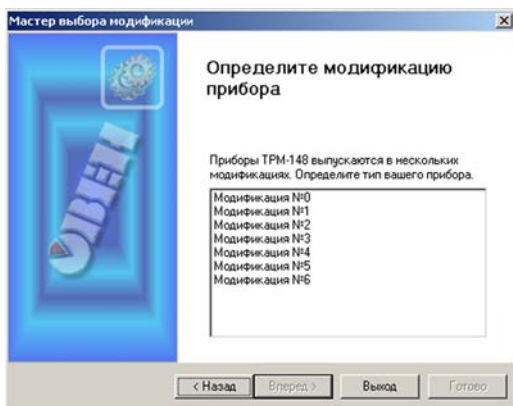 Мастер выбора модификации
Определите модификацию
прибора
Приборы ТРМ-148 выпускаются в нескольких
модификациях. Определите тип вашего прибора.
Модификация №0
Модификация №1
Модификация №2
Модификация №3
Модификация №4
Модификация №5
Модификация №6
ОВЕН
< Назад
Вперед >
Выход
Готово